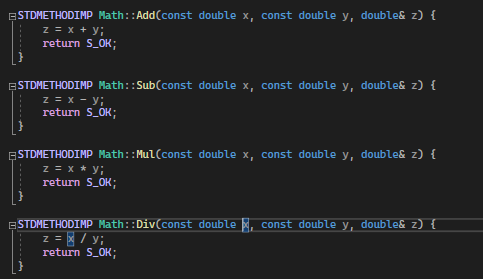 STDMETHODIMP Math::Add(const double x, const double y, double& z) {
z = x + y;
return S_OK;
}
STDMETHODIMP Math::Sub(const double x, const double y, double& z) {
z = x - y;
return S_OK;
}
STDMETHODIMP Math::Mul(const double x, const double y, double& z) {
z = x * y;
return S_OK;
}
STDMETHODIMP Math::Div(const double x, const double y, double& z) {
z = x / y;
return S_OK;
}